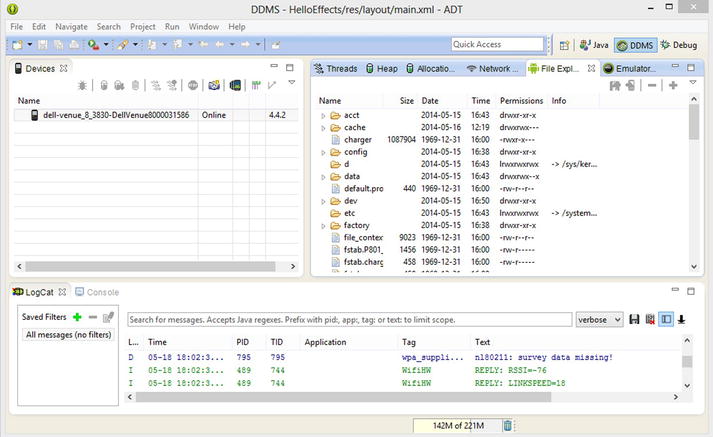 DDMS - HelloEffects/res/layout/main.xml - ADT
File Edit Navigate Search Project Run Window Help
Quick Access Java DDMS Debug
Devices
Name
dell-venue_8_3830-DellVenue8000031586 Online 4.4.2
Threads Heap Allocatio... Network ... File Expl... Emulator...
Name Size Date Time Permissions Info
acct 2014-05-15 16:43 drwxr-xr-x
cache 2014-05-16 12:19 drwxrwx---
charger 1087904 1969-12-31 16:00 -rwxr-x---
config 2014-05-15 16:38 drwxr-xr-x
d 2014-05-15 16:43 lrwxrwxrwx -> /sys/ker...
data 2014-05-15 16:43 drwxrwx--x
default.pro 440 1969-12-31 16:00 -rw-r--r--
dev 2014-05-15 16:50 drwxr-xr-x
etc 2014-05-15 16:43 lrwxrwxrwx -> /system...
factory 2014-05-15 16:38 drwxr-xr-x
file_contex 9023 1969-12-31 16:00 -rw-r--r--
fstab.P801_ 1456 1969-12-31 16:00 -rw-r-----
fstab.charg 458 1969-12-31 16:00 -rw-r-----
LogCat Console
Saved Filters
All messages (no filters)
Search for messages. Accepts Java regexes. Prefix with pid:, app:, tag: or text: to limit scope. verbose
L... Time PID TID Application Tag Text
D 05-18 18:02:3... 795 795 wpa_suppli... nl80211: survey data missing!
I 05-18 18:02:3... 489 744 WifiHW REPLY: RSSI=-76
I 05-18 18:02:3... 489 744 WifiHW REPLY: LINKSPEED=18
142M of 221M